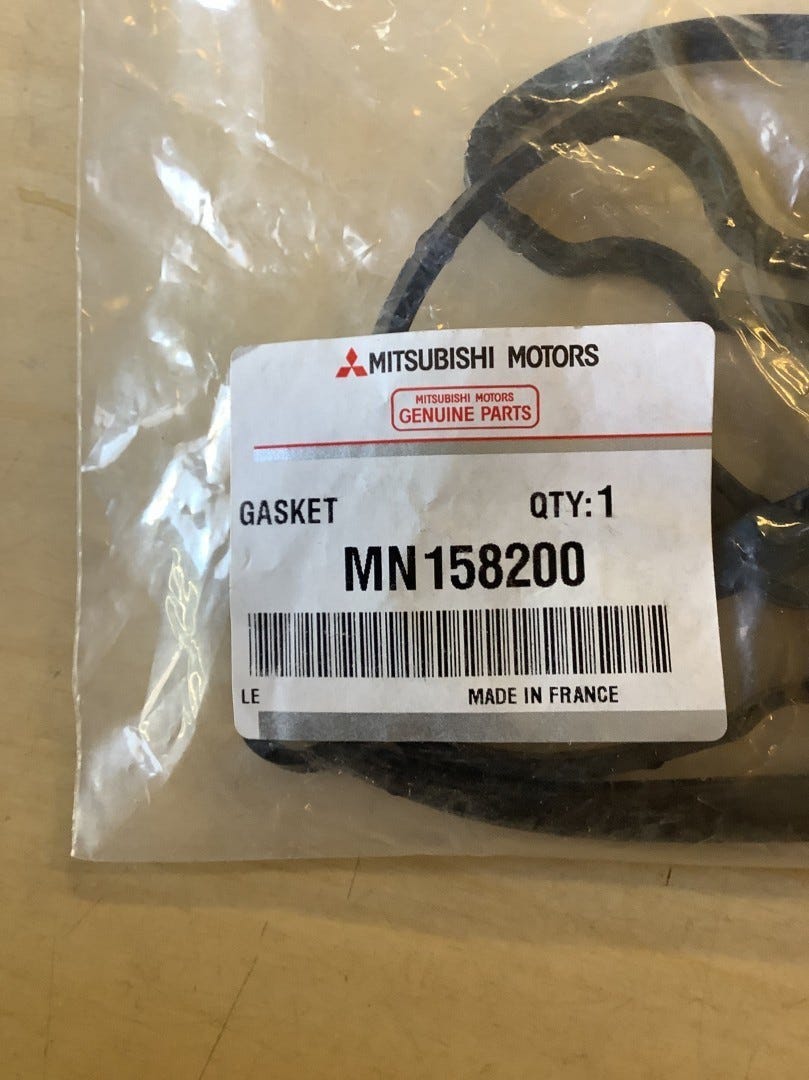 MITSUBISHI MOTORS
MITSUBISHI MOTORS
GENUINE PARTS
GASKET QTY:1
MN158200
LE MADE IN FRANCE